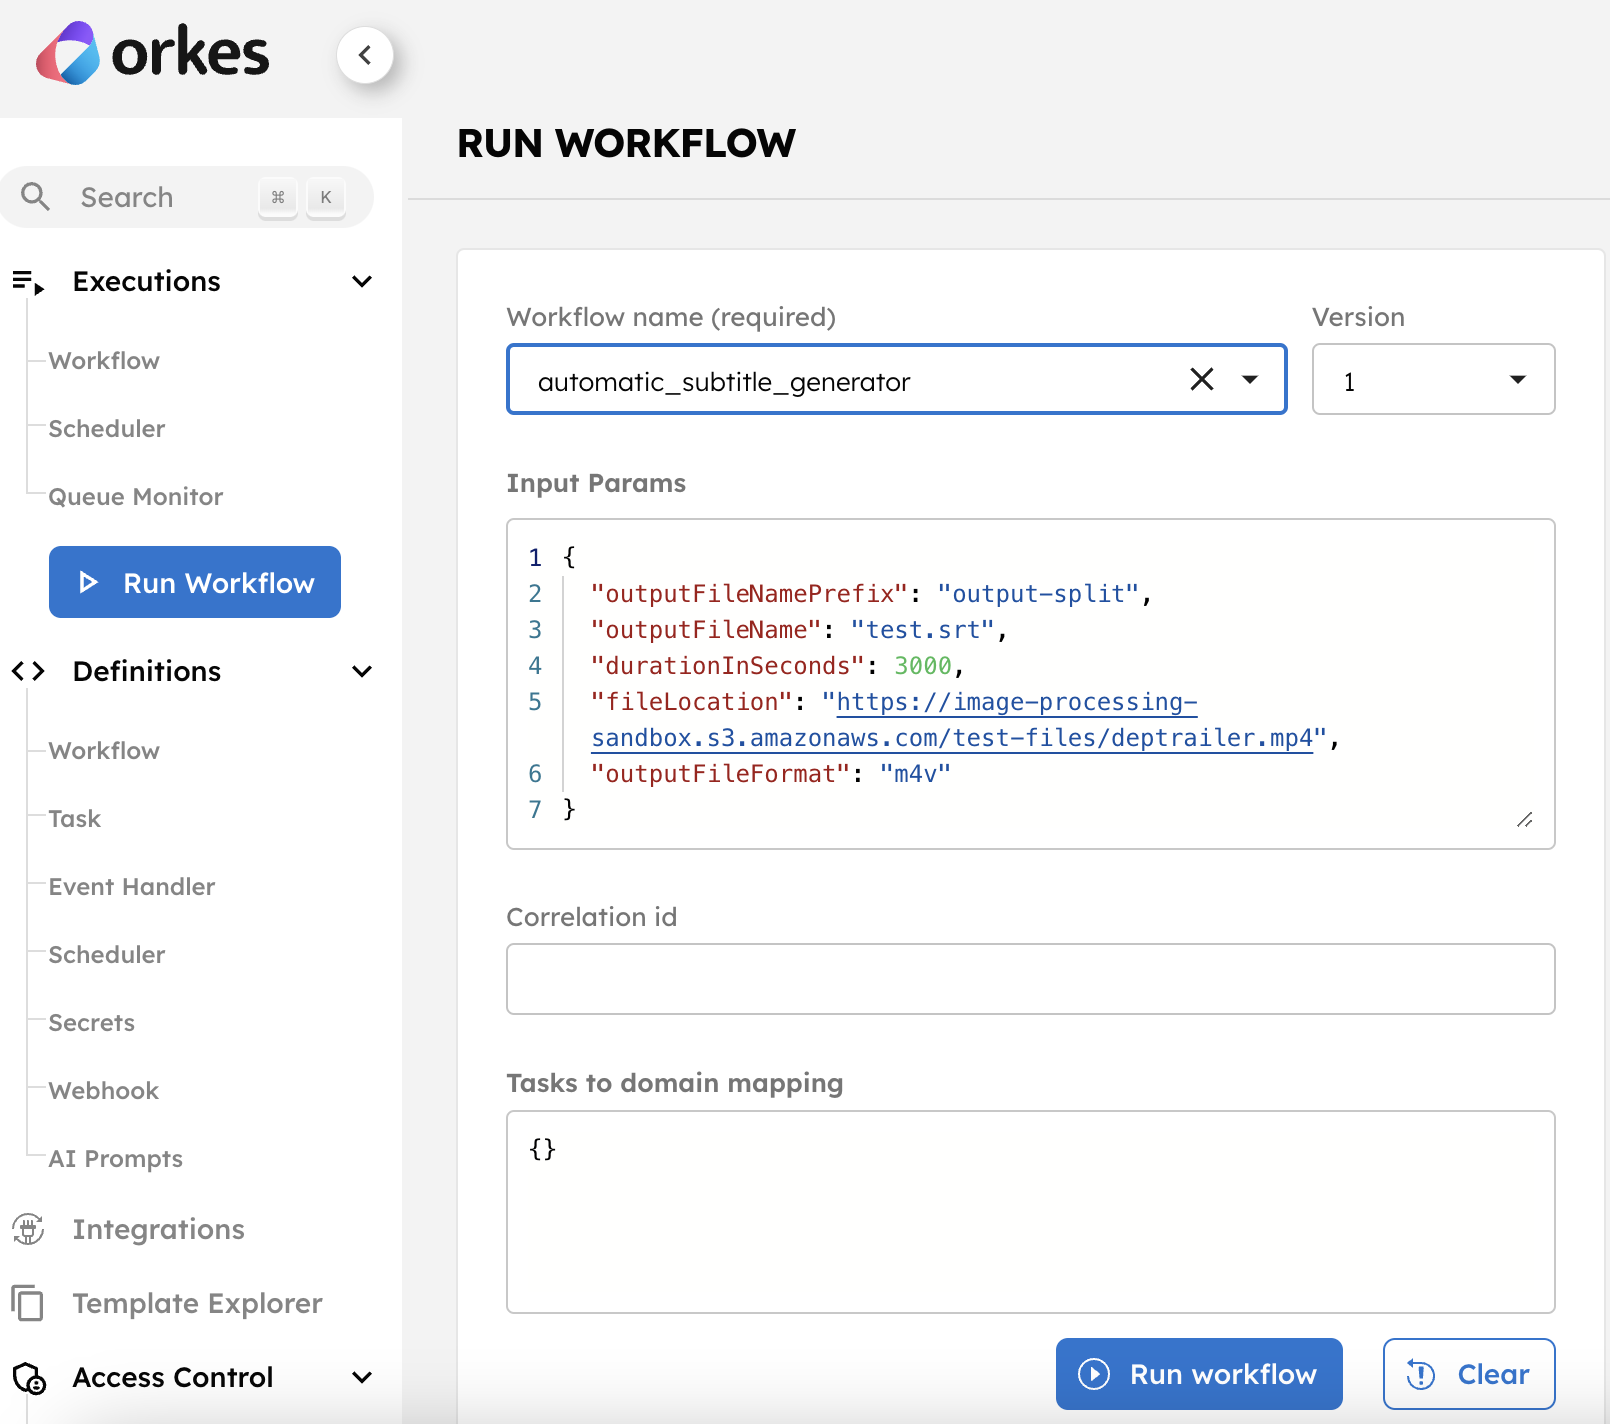 orkes
Search ⌘ K
Executions
Workflow
Scheduler
Queue Monitor
Run Workflow
Definitions
Workflow
Task
Event Handler
Scheduler
Secrets
Webhook
AI Prompts
Integrations
Template Explorer
Access Control
RUN WORKFLOW
Workflow name (required)
automatic_subtitle_generator
Version
1
Input Params
1 {
2 "outputFileNamePrefix": "output-split",
3 "outputFileName": "test.srt",
4 "durationInSeconds": 3000,
5 "fileLocation": "https://image-processing-
sandbox.s3.amazonaws.com/test-files/deptrailer.mp4",
6 "outputFileFormat": "m4v"
7 }
Correlation id
Tasks to domain mapping
{}
Run workflow
Clear